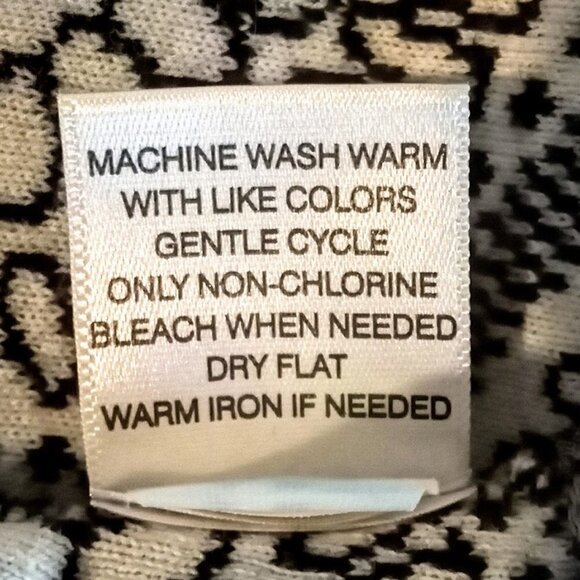 MACHINE WASH WARM
WITH LIKE COLORS
GENTLE CYCLE
ONLY NON-CHLORINE
BLEACH WHEN NEEDED
DRY FLAT
WARM IRON IF NEEDED